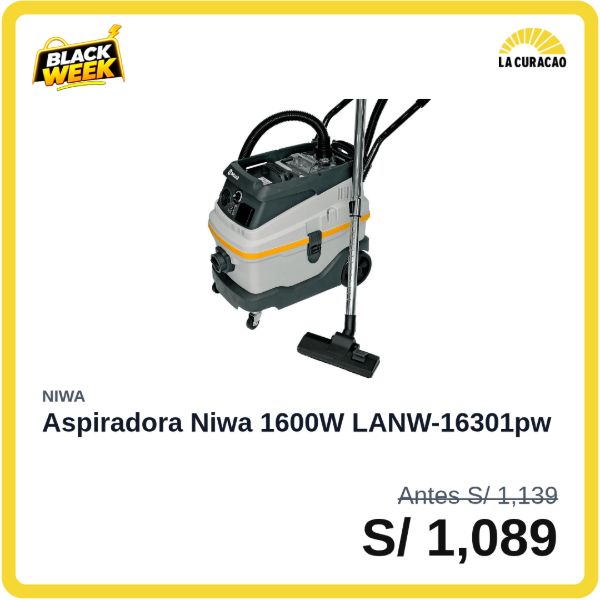 BLACK
WEEK
LA CURACAO
NIWA
Aspiradora Niwa 1600W LANW-16301pw
Antes S/ 1,139
S/ 1,089